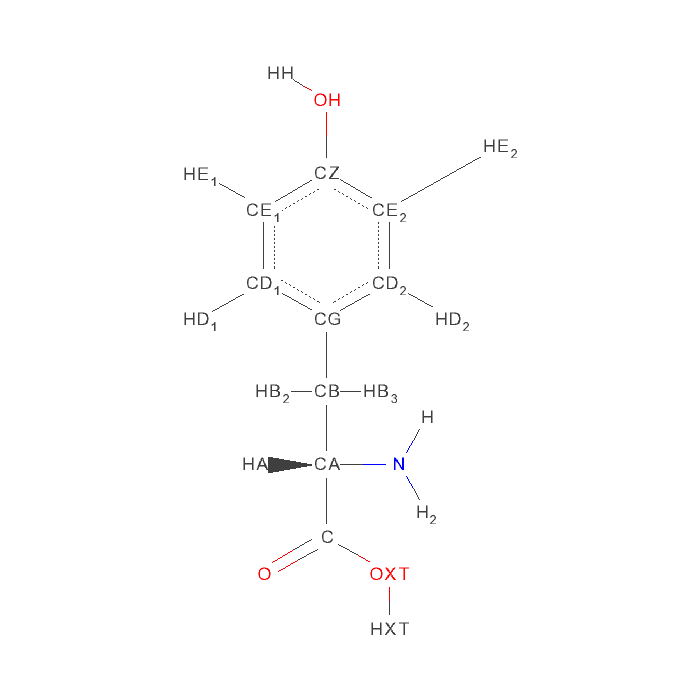 HH
OH
HE2
CZ
HE1
CE1 CE2
CD1 CD2
HD1 CG HD2
HB2 CB HB3
H
HA CA N
H2
C
O OXT
HXT